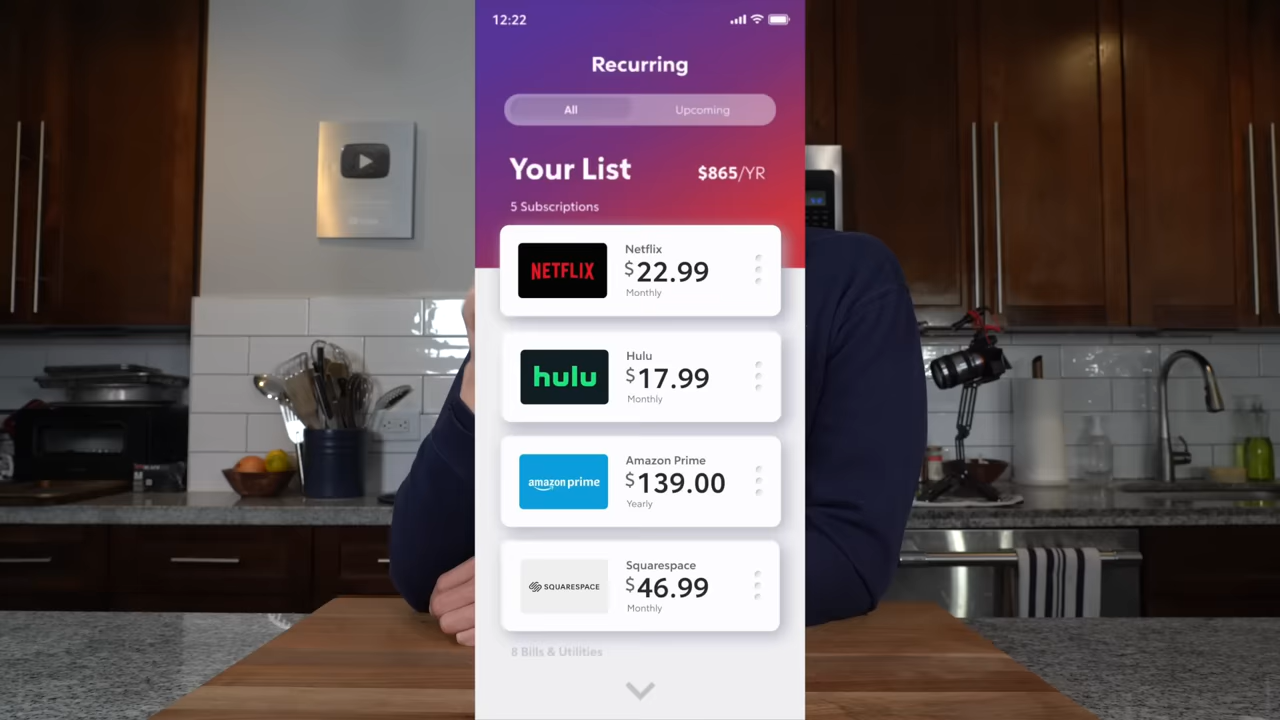 12:22
Recurring
All
Upcoming
Your List
$865/YR
5 Subscriptions
NETFLIX
Netflix
$22.99
Monthly
hulu
Hulu
$17.99
Monthly
amazon prime
Amazon Prime
$139.00
Yearly
SQUARESPACE
Squarespace
$46.99
Monthly
8 Bills & Utilities